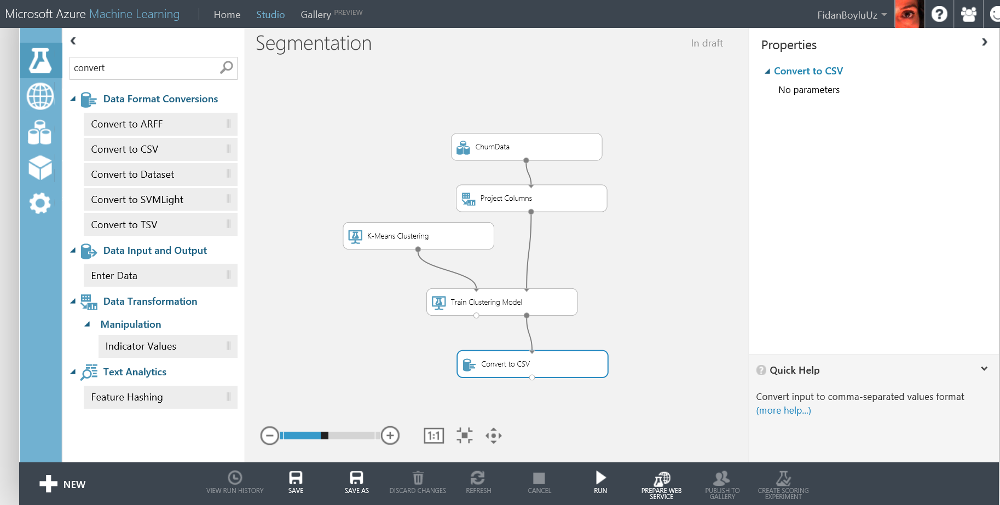 Microsoft Azure Machine Learning
Home
Studio
Gallery PREVIEW
FidanBoyluUz
convert
Data Format Conversions
Convert to ARFF
Convert to CSV
Convert to Dataset
Convert to SVMLight
Convert to TSV
Data Input and Output
Enter Data
Data Transformation
Manipulation
Indicator Values
Text Analytics
Feature Hashing
Segmentation
In draft
ChurnData
Project Columns
K-Means Clustering
Train Clustering Model
Convert to CSV
1:1
Properties
Convert to CSV
No parameters
? Quick Help
Convert input to comma-separated values format
(more help...)
NEW
VIEW RUN HISTORY
SAVE
SAVE AS
DISCARD CHANGES
REFRESH
CANCEL
RUN
PREPARE WEB
SERVICE
PUBLISH TO
GALLERY
CREATE SCORING
EXPERIMENT